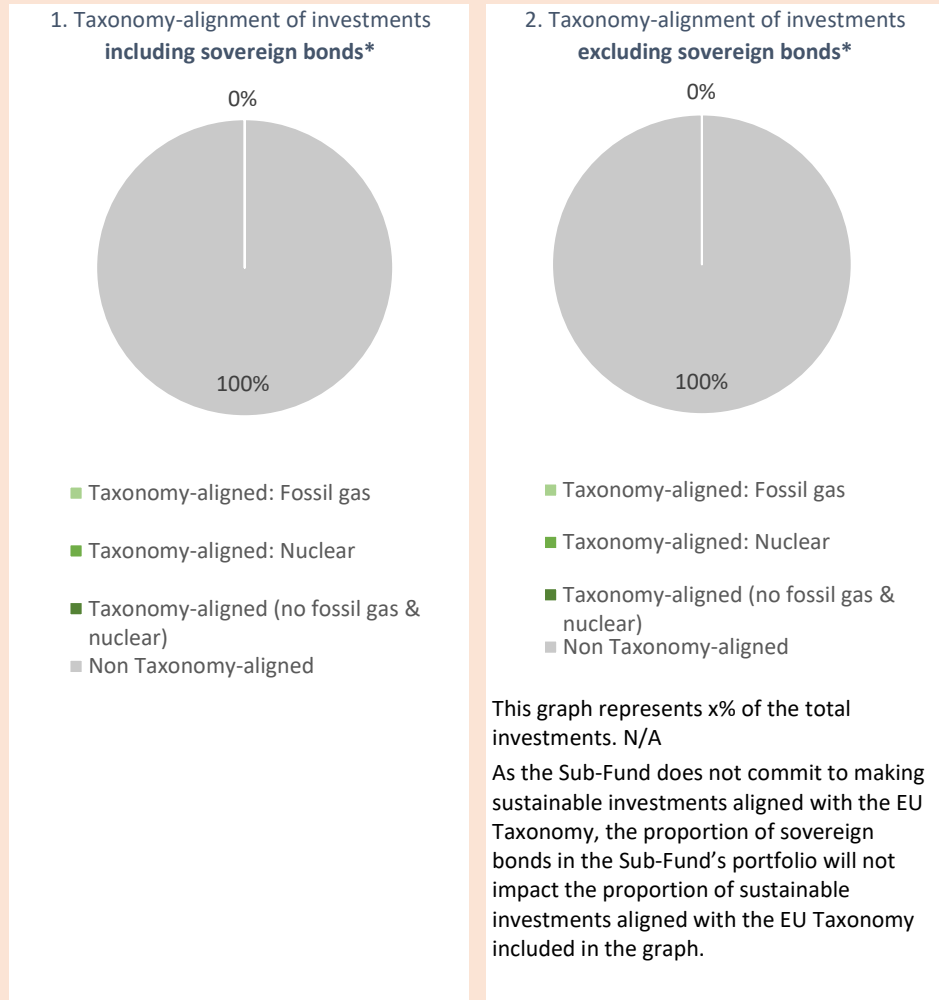 1. Taxonomy-alignment of investments
including sovereign bonds*
0%
100%
Taxonomy-aligned: Fossil gas
Taxonomy-aligned: Nuclear
Taxonomy-aligned (no fossil gas &
nuclear)
Non Taxonomy-aligned
2. Taxonomy-alignment of investments
excluding sovereign bonds*
0%
100%
Taxonomy-aligned: Fossil gas
Taxonomy-aligned: Nuclear
Taxonomy-aligned (no fossil gas &
nuclear)
Non Taxonomy-aligned
This graph represents x% of the total
investments. N/A
As the Sub-Fund does not commit to making
sustainable investments aligned with the EU
Taxonomy, the proportion of sovereign
bonds in the Sub-Fund’s portfolio will not
impact the proportion of sustainable
investments aligned with the EU Taxonomy
included in the graph.